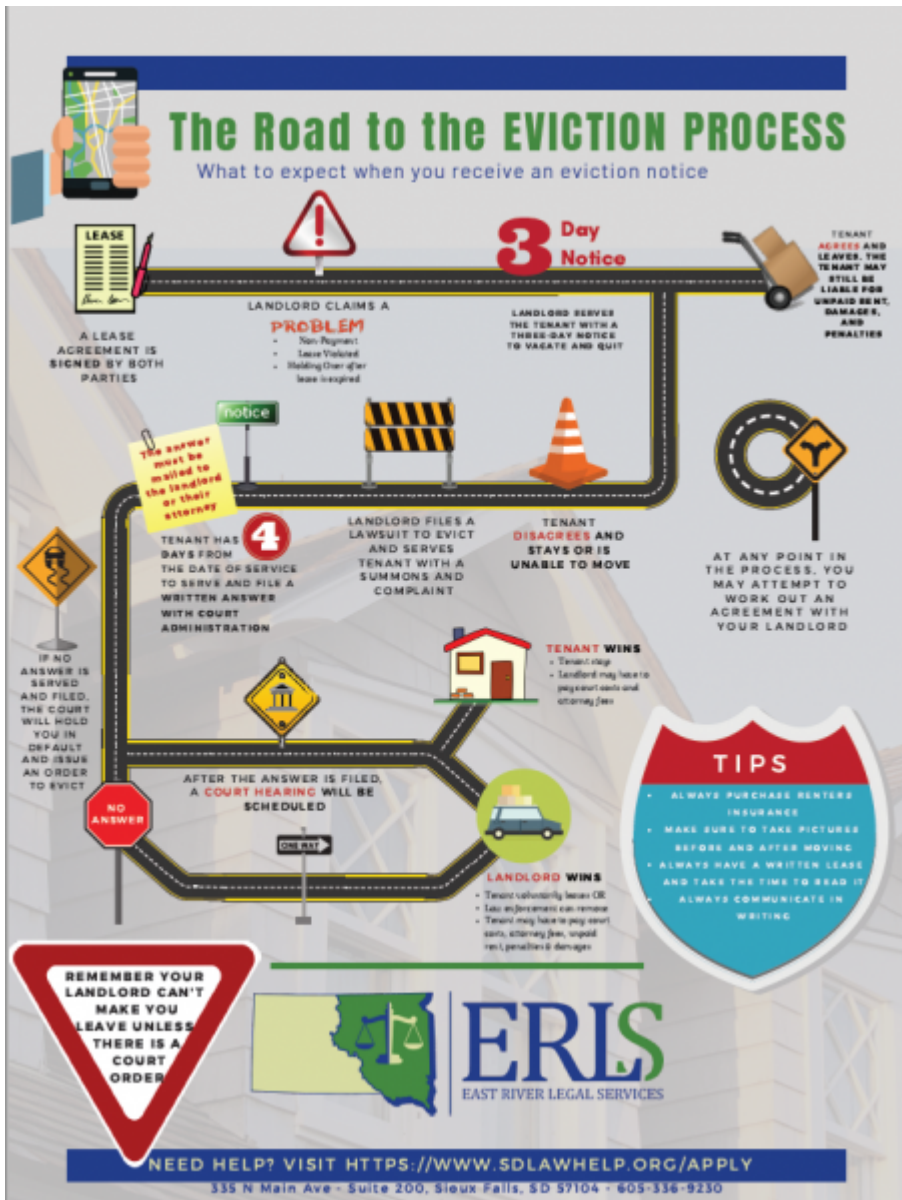 The Road to the EVICTION PROCESS
What to expect when you receive an eviction notice
LEASE
A LEASE
AGREEMENT IS
SIGNED BY BOTH
PARTIES
LANDLORD CLAIMS A
PROBLEM
• Non-Payment
• Lease Violated
• Holding Over after
lease is expired
3 Day
Notice
LANDLORD SERVES
THE TENANT WITH A
THREE-DAY NOTICE
TO VACATE AND QUIT
TENANT
AGREES AND
LEAVES. THE
TENANT MAY
STILL BE
LIABLE FOR
UNPAID RENT,
DAMAGES,
AND
PENALTIES
notice
The answer
must be
mailed to
the landlord
or their
attorney
TENANT HAS 4
DAYS FROM
THE DATE OF SERVICE
TO SERVE AND FILE A
WRITTEN ANSWER
WITH COURT
ADMINISTRATION
LANDLORD FILES A
LAWSUIT TO EVICT
AND SERVES
TENANT WITH A
SUMMONS AND
COMPLAINT
TENANT
DISAGREES AND
STAYS OR IS
UNABLE TO MOVE
AT ANY POINT IN
THE PROCESS, YOU
MAY ATTEMPT TO
WORK OUT AN
AGREEMENT WITH
YOUR LANDLORD
IF NO
ANSWER IS
SERVED
AND FILED,
THE COURT
WILL HOLD
YOU IN
DEFAULT
AND ISSUE
AN ORDER
TO EVICT
NO
ANSWER
AFTER THE ANSWER IS FILED,
A COURT HEARING WILL BE
SCHEDULED
ONE WAY
TENANT WINS
• Tenant stays
• Landlord may have to
pay court costs and
attorney fees
LANDLORD WINS
• Tenant voluntarily leaves OR
• Law enforcement can remove
• Tenant may have to pay court
costs, attorney fees, unpaid
rent, penalties & damages
TIPS
• ALWAYS PURCHASE RENTERS
INSURANCE
• MAKE SURE TO TAKE PICTURES
BEFORE AND AFTER MOVING
• ALWAYS HAVE A WRITTEN LEASE
AND TAKE THE TIME TO READ IT
• ALWAYS COMMUNICATE IN
WRITING
REMEMBER YOUR
LANDLORD CAN'T
MAKE YOU
LEAVE UNLESS
THERE IS A
COURT
ORDER
ERLS
EAST RIVER LEGAL SERVICES
NEED HELP? VISIT HTTPS://WWW.SDLAWHELP.ORG/APPLY
335 N Main Ave - Suite 200, Sioux Falls, SD 57104 - 605-336-9230